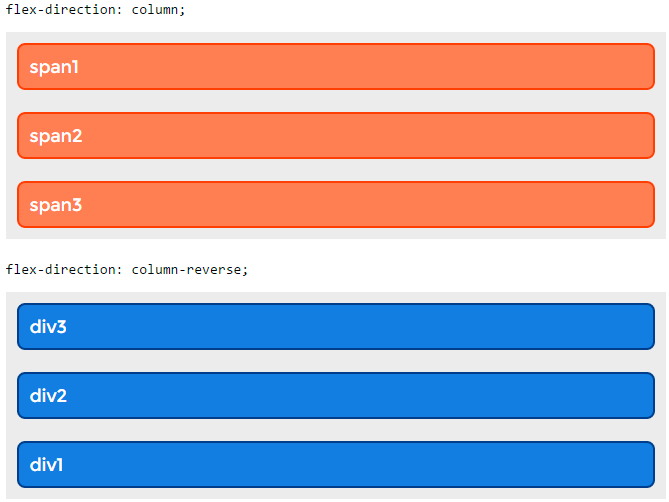 flex-direction: column;
span1
span2
span3
flex-direction: column-reverse;
div3
div2
div1